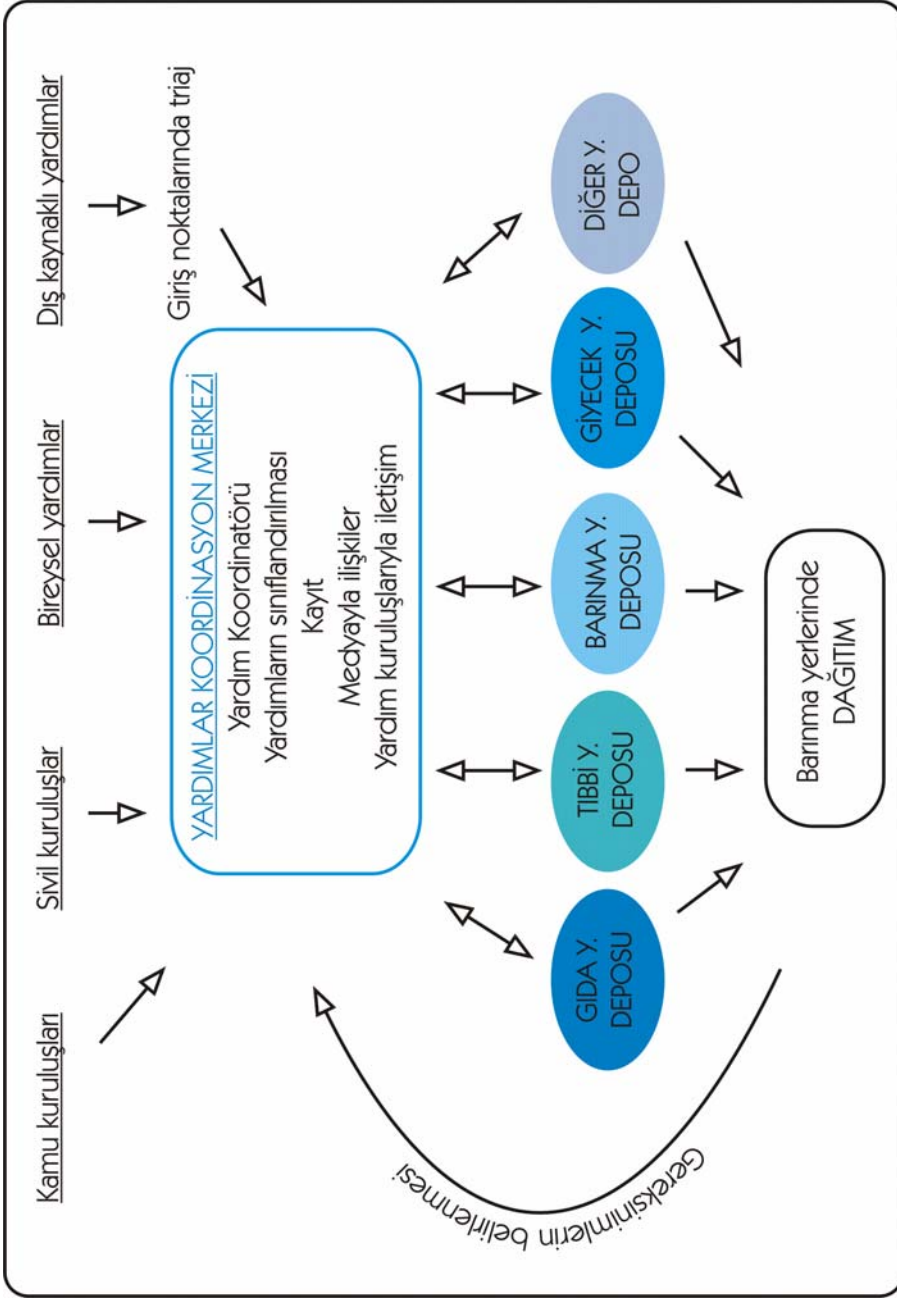 Kamu kuruluşları
Sivil kuruluşlar
Bireysel yardımlar
Dış kaynaklı yardımlar
Giriş noktalarında triaj
YARDIMLAR KOORDİNASYON MERKEZİ
Yardım Koordinatörü
Yardımların sınıflandırılması
Kayıt
Medyayla ilişkiler
Yardım kuruluşlarıyla iletişim
GIDA Y.
DEPOSU
TIBBİ Y.
DEPOSU
BARINMA Y.
DEPOSU
GİYECEK Y.
DEPOSU
DİĞER Y.
DEPO
Gereksinimlerin belirlenmesi
Barınma yerlerinde
DAĞITIM